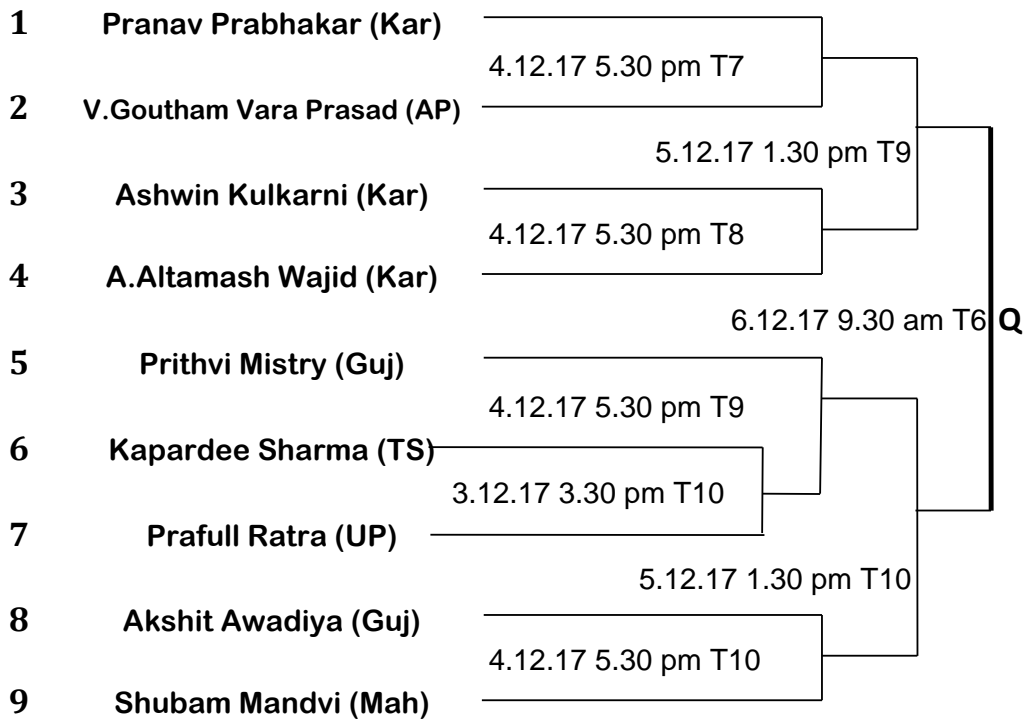 1 Pranav Prabhakar (Kar)
4.12.17 5.30 pm T7
2 V.Goutham Vara Prasad (AP)
5.12.17 1.30 pm T9
3 Ashwin Kulkarni (Kar)
4.12.17 5.30 pm T8
4 A.Altamash Wajid (Kar)
6.12.17 9.30 am T6 Q
5 Prithvi Mistry (Guj)
4.12.17 5.30 pm T9
6 Kapardee Sharma (TS)
3.12.17 3.30 pm T10
7 Prafull Ratra (UP)
5.12.17 1.30 pm T10
8 Akshit Awadiya (Guj)
4.12.17 5.30 pm T10
9 Shubam Mandvi (Mah)